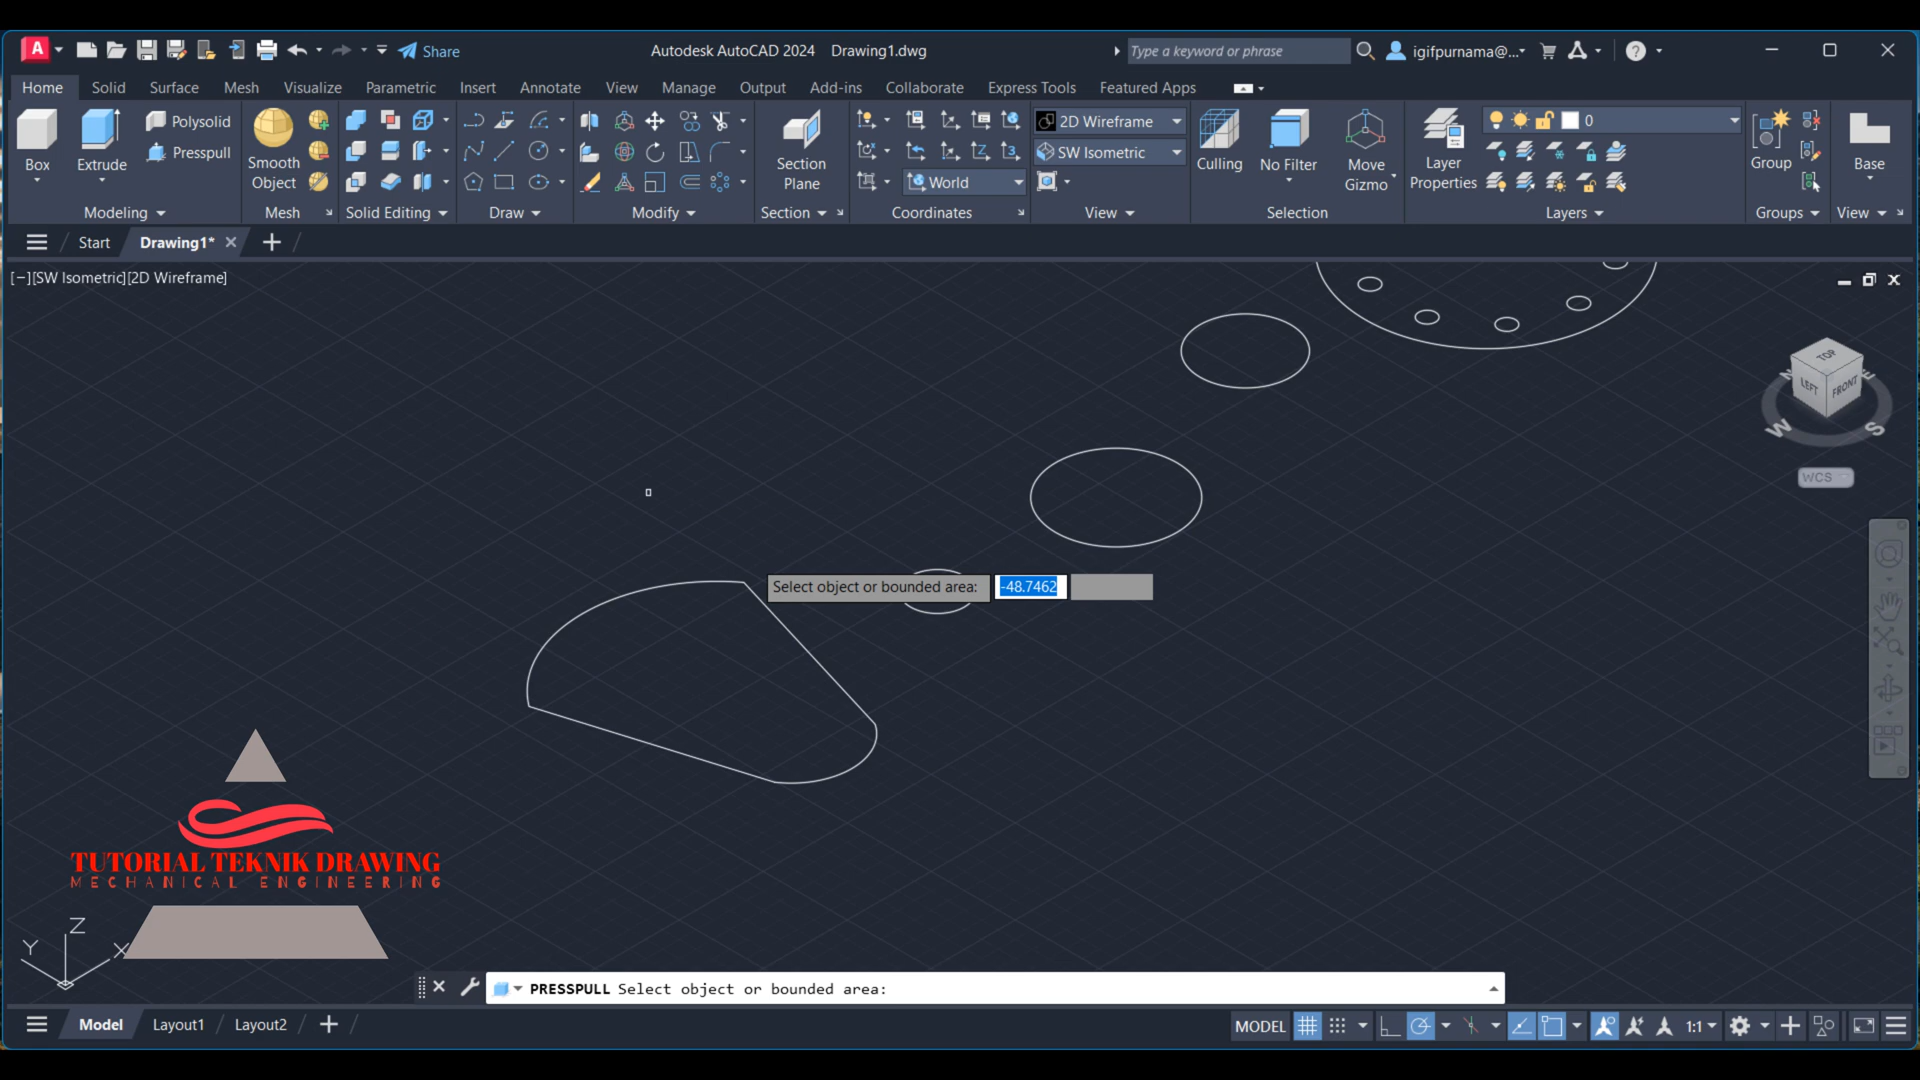 A Share Autodesk AutoCAD 2024 Drawing1.dwg Type a keyword or phrase igifpurnama@... ?
Home Solid Surface Mesh Visualize Parametric Insert Annotate View Manage Output Add-ins Collaborate Express Tools Featured Apps
Box Extrude Polysolid Presspull
Smooth Object
Section Plane
World
2D Wireframe
SW Isometric
Culling No Filter Move Gizmo
Layer Properties
0
Group
Base
Modeling Mesh Solid Editing Draw Modify Section Coordinates View Selection Layers Groups View
Start Drawing1* +
[−][SW Isometric][2D Wireframe]
TOP
LEFT FRONT
N E
W S
WCS
Select object or bounded area: -48.7462
TUTORIAL TEKNIK DRAWING
MECHANICAL ENGINEERING
Z
Y X
PRESSPULL Select object or bounded area:
Model Layout1 Layout2 + MODEL 1:1